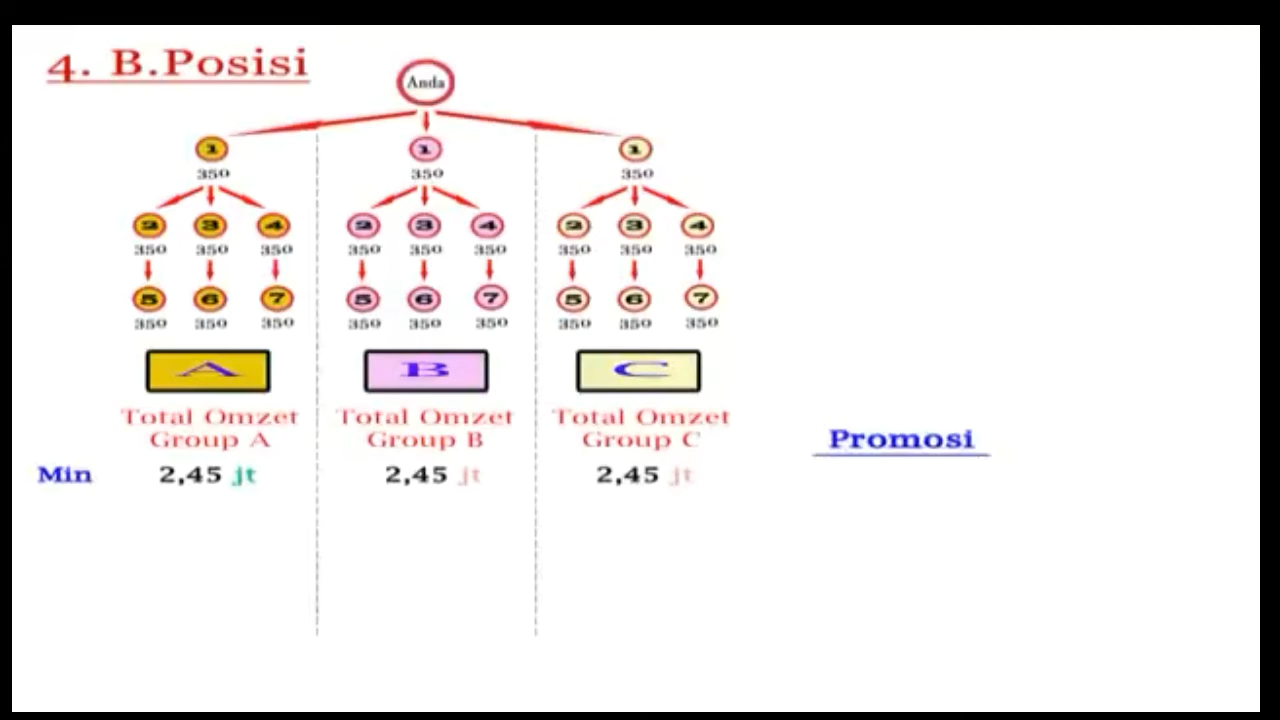 4. B.Posisi
Anda
1 1 1
350 350 350
2 3 4 2 3 4 2 3 4
350 350 350 350 350 350 350 350 350
5 6 7 5 6 7 5 6 7
350 350 350 350 350 350 350 350 350
A B C
Total Omzet Total Omzet Total Omzet
Group A Group B Group C
Promosi
Min 2,45 jt 2,45 jt 2,45 jt